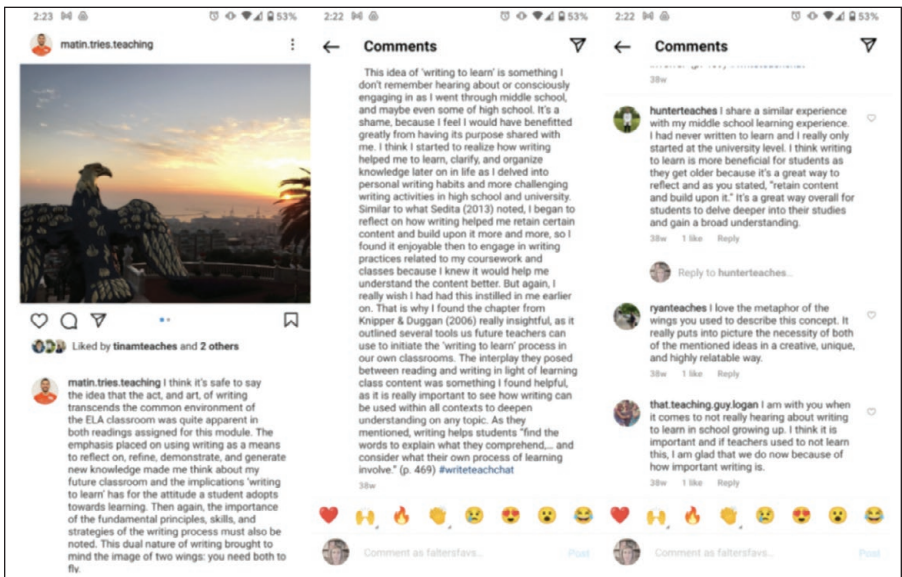 2:23
53%
matin.tries.teaching
Liked by tinamteaches and 2 others
matin.tries.teaching I think it's safe to say
the idea that the act, and art, of writing
transcends the common environment of
the ELA classroom was quite apparent in
both readings assigned for this module. The
emphasis placed on using writing as a means
to reflect on, refine, demonstrate, and generate
new knowledge made me think about my
future classroom and the implications 'writing
to learn' has for the attitude a student adopts
towards learning. Then again, the importance
of the fundamental principles, skills, and
strategies of the writing process must also be
noted. This dual nature of writing brought to
mind the image of two wings: you need both to
fly.
2:22
53%
Comments
This idea of 'writing to learn' is something I
don't remember hearing about or consciously
engaging in as I went through middle school,
and maybe even some of high school. It's a
shame, because I feel I would have benefitted
greatly from having its purpose shared with
me. I think I started to realize how writing
helped me to learn, clarify, and organize
knowledge later on in life as I delved into
personal writing habits and more challenging
writing activities in high school and university.
Similar to what Sedita (2013) noted, I began to
reflect on how writing helped me retain certain
content and build upon it more and more, so I
found it enjoyable then to engage in writing
practices related to my coursework and
classes because I knew it would help me
understand the content better. But again, I
really wish I had had this instilled in me earlier
on. That is why I found the chapter from
Knipper & Duggan (2006) really insightful, as it
outlined several tools us future teachers can
use to initiate the 'writing to learn' process in
our own classrooms. The interplay they posed
between reading and writing in light of learning
class content was something I found helpful,
as it is really important to see how writing can
be used within all contexts to deepen
understanding on any topic. As they
mentioned, writing helps students "find the
words to explain what they comprehend,... and
consider what their own process of learning
involve." (p. 469) #writeteachchat
38w
Comment as faltersfavs...
Post
2:22
53%
Comments
38w
hunterteaches I share a similar experience
with my middle school learning experience.
I had never written to learn and I really only
started at the university level. I think writing
to learn is more beneficial for students as
they get older because it's a great way to
reflect and as you stated, "retain content
and build upon it." It's a great way overall for
students to delve deeper into their studies
and gain a broad understanding.
38w 1 like Reply
Reply to hunterteaches...
ryanteaches I love the metaphor of the
wings you used to describe this concept. It
really puts into picture the necessity of both
of the mentioned ideas in a creative, unique,
and highly relatable way.
38w 1 like Reply
that.teaching.guy.logan I am with you when
it comes to not really hearing about writing
to learn in school growing up. I think it is
important and if teachers used to not learn
this, I am glad that we do now because of
how important writing is.
38w 1 like Reply
Comment as faltersfavs...
Post